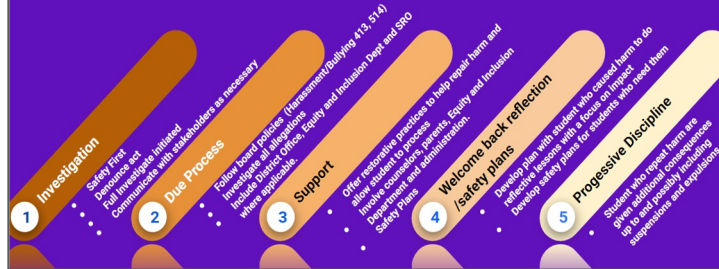 1
Investigation
Safety First
Denounce act
Full Investigate initiated
Communicate with stakeholders as necessary
2
Due Process
Follow board policies (Harassment/Bullying 413, 514)
Investigate all allegations
Include District Office, Equity and Inclusion Dept and SRO
where applicable.
3
Support
Offer restorative practices to help repair harm and
allow student to process
Involve counselors, parents, Equity and Inclusion
Department and administration.
Safety Plans
4
Welcome back reflection
/safety plans
Develop plan with student who caused harm to do
reflective lessons with a focus on impact
Develop safety plans for students who need them
5
Progessive Discipline
Student who repeat harm are
given additional consequences
up to and possibly including
suspensions and expulsions